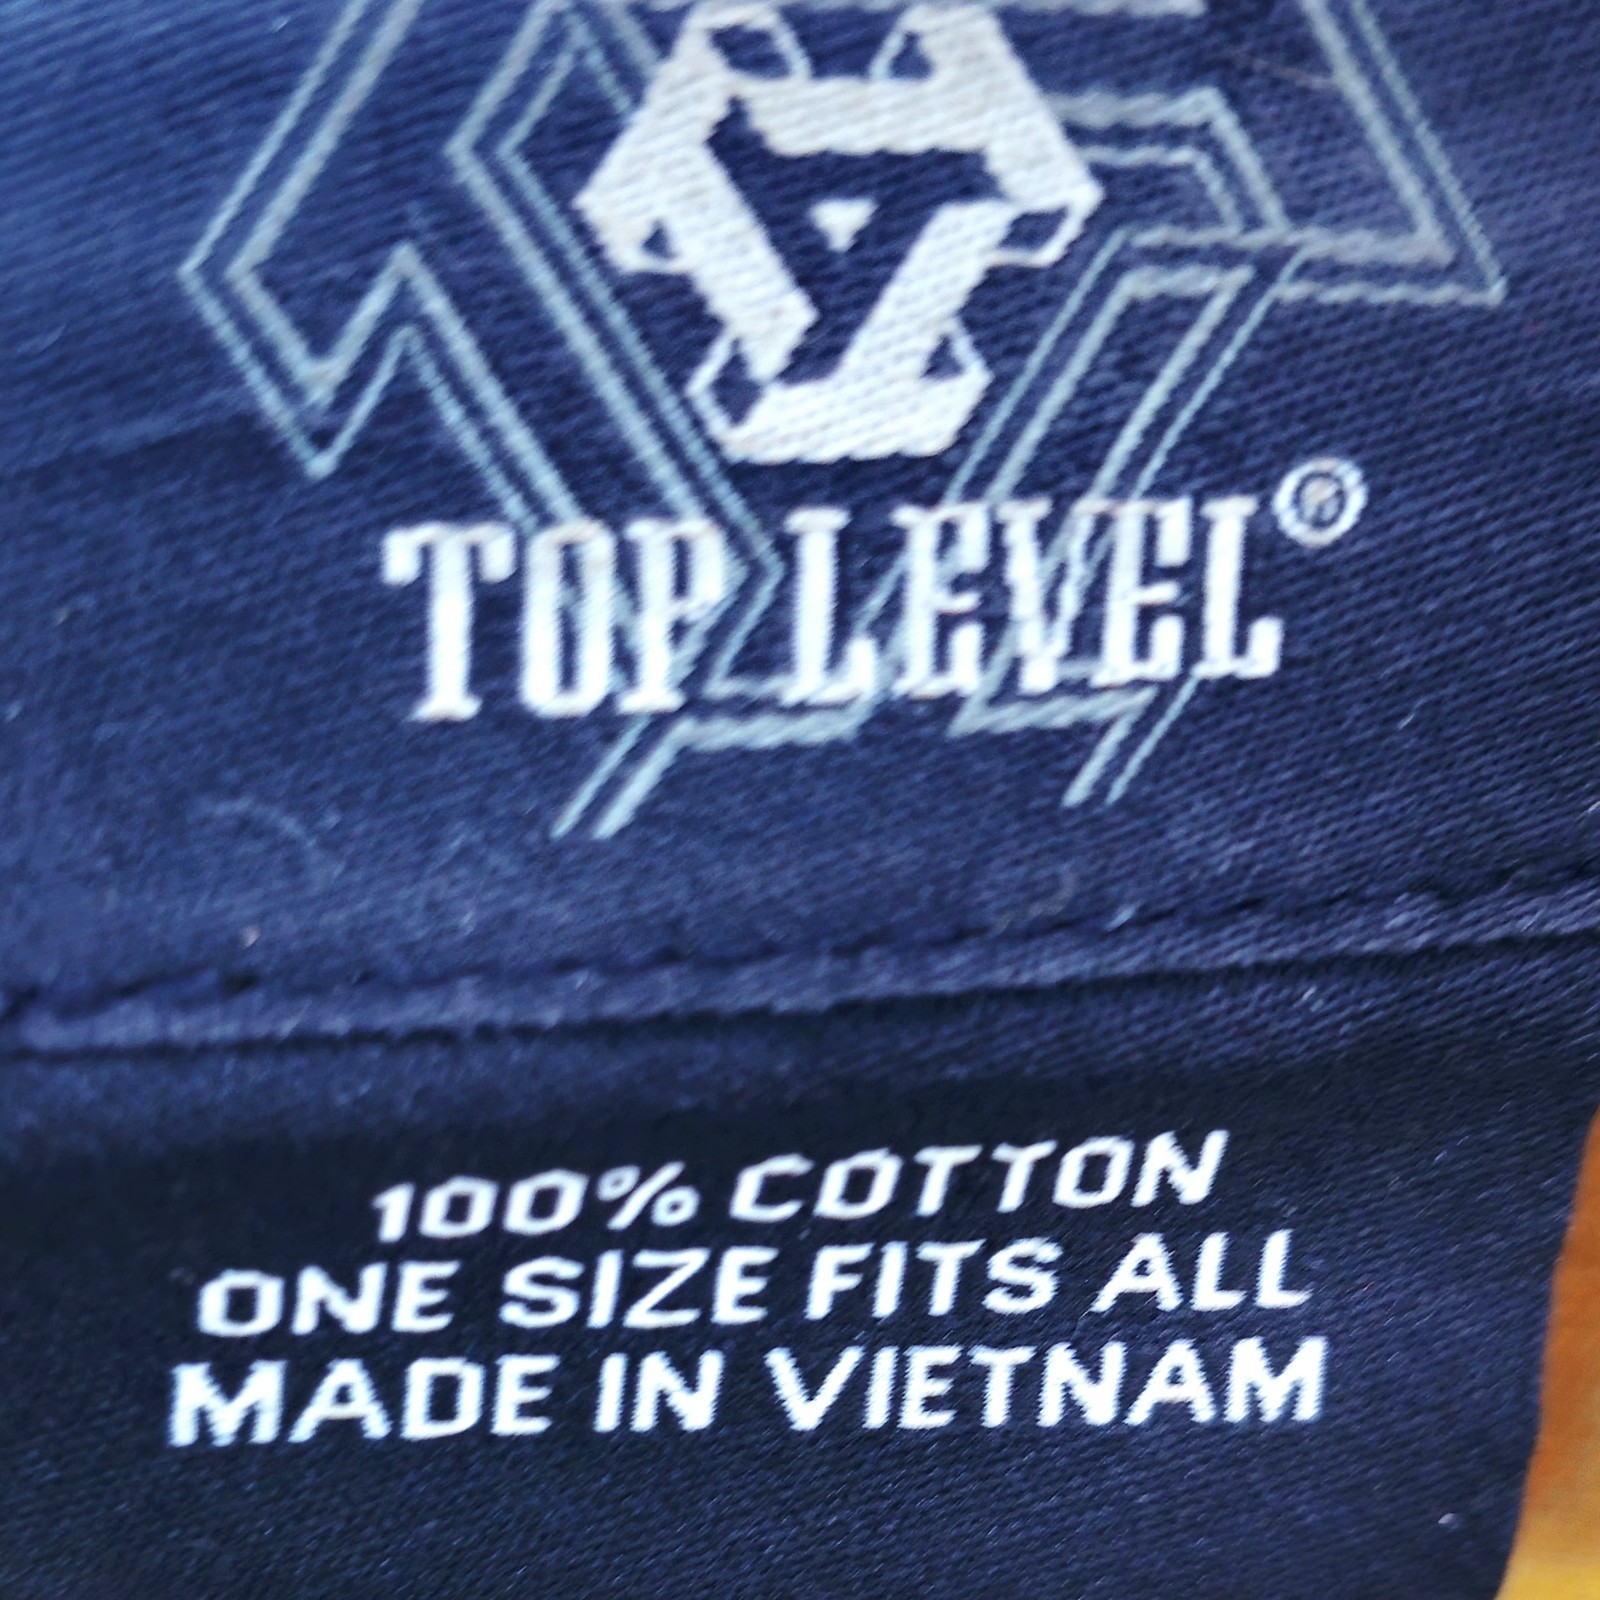 TOP LEVEL®
100% COTTON
ONE SIZE FITS ALL
MADE IN VIETNAM